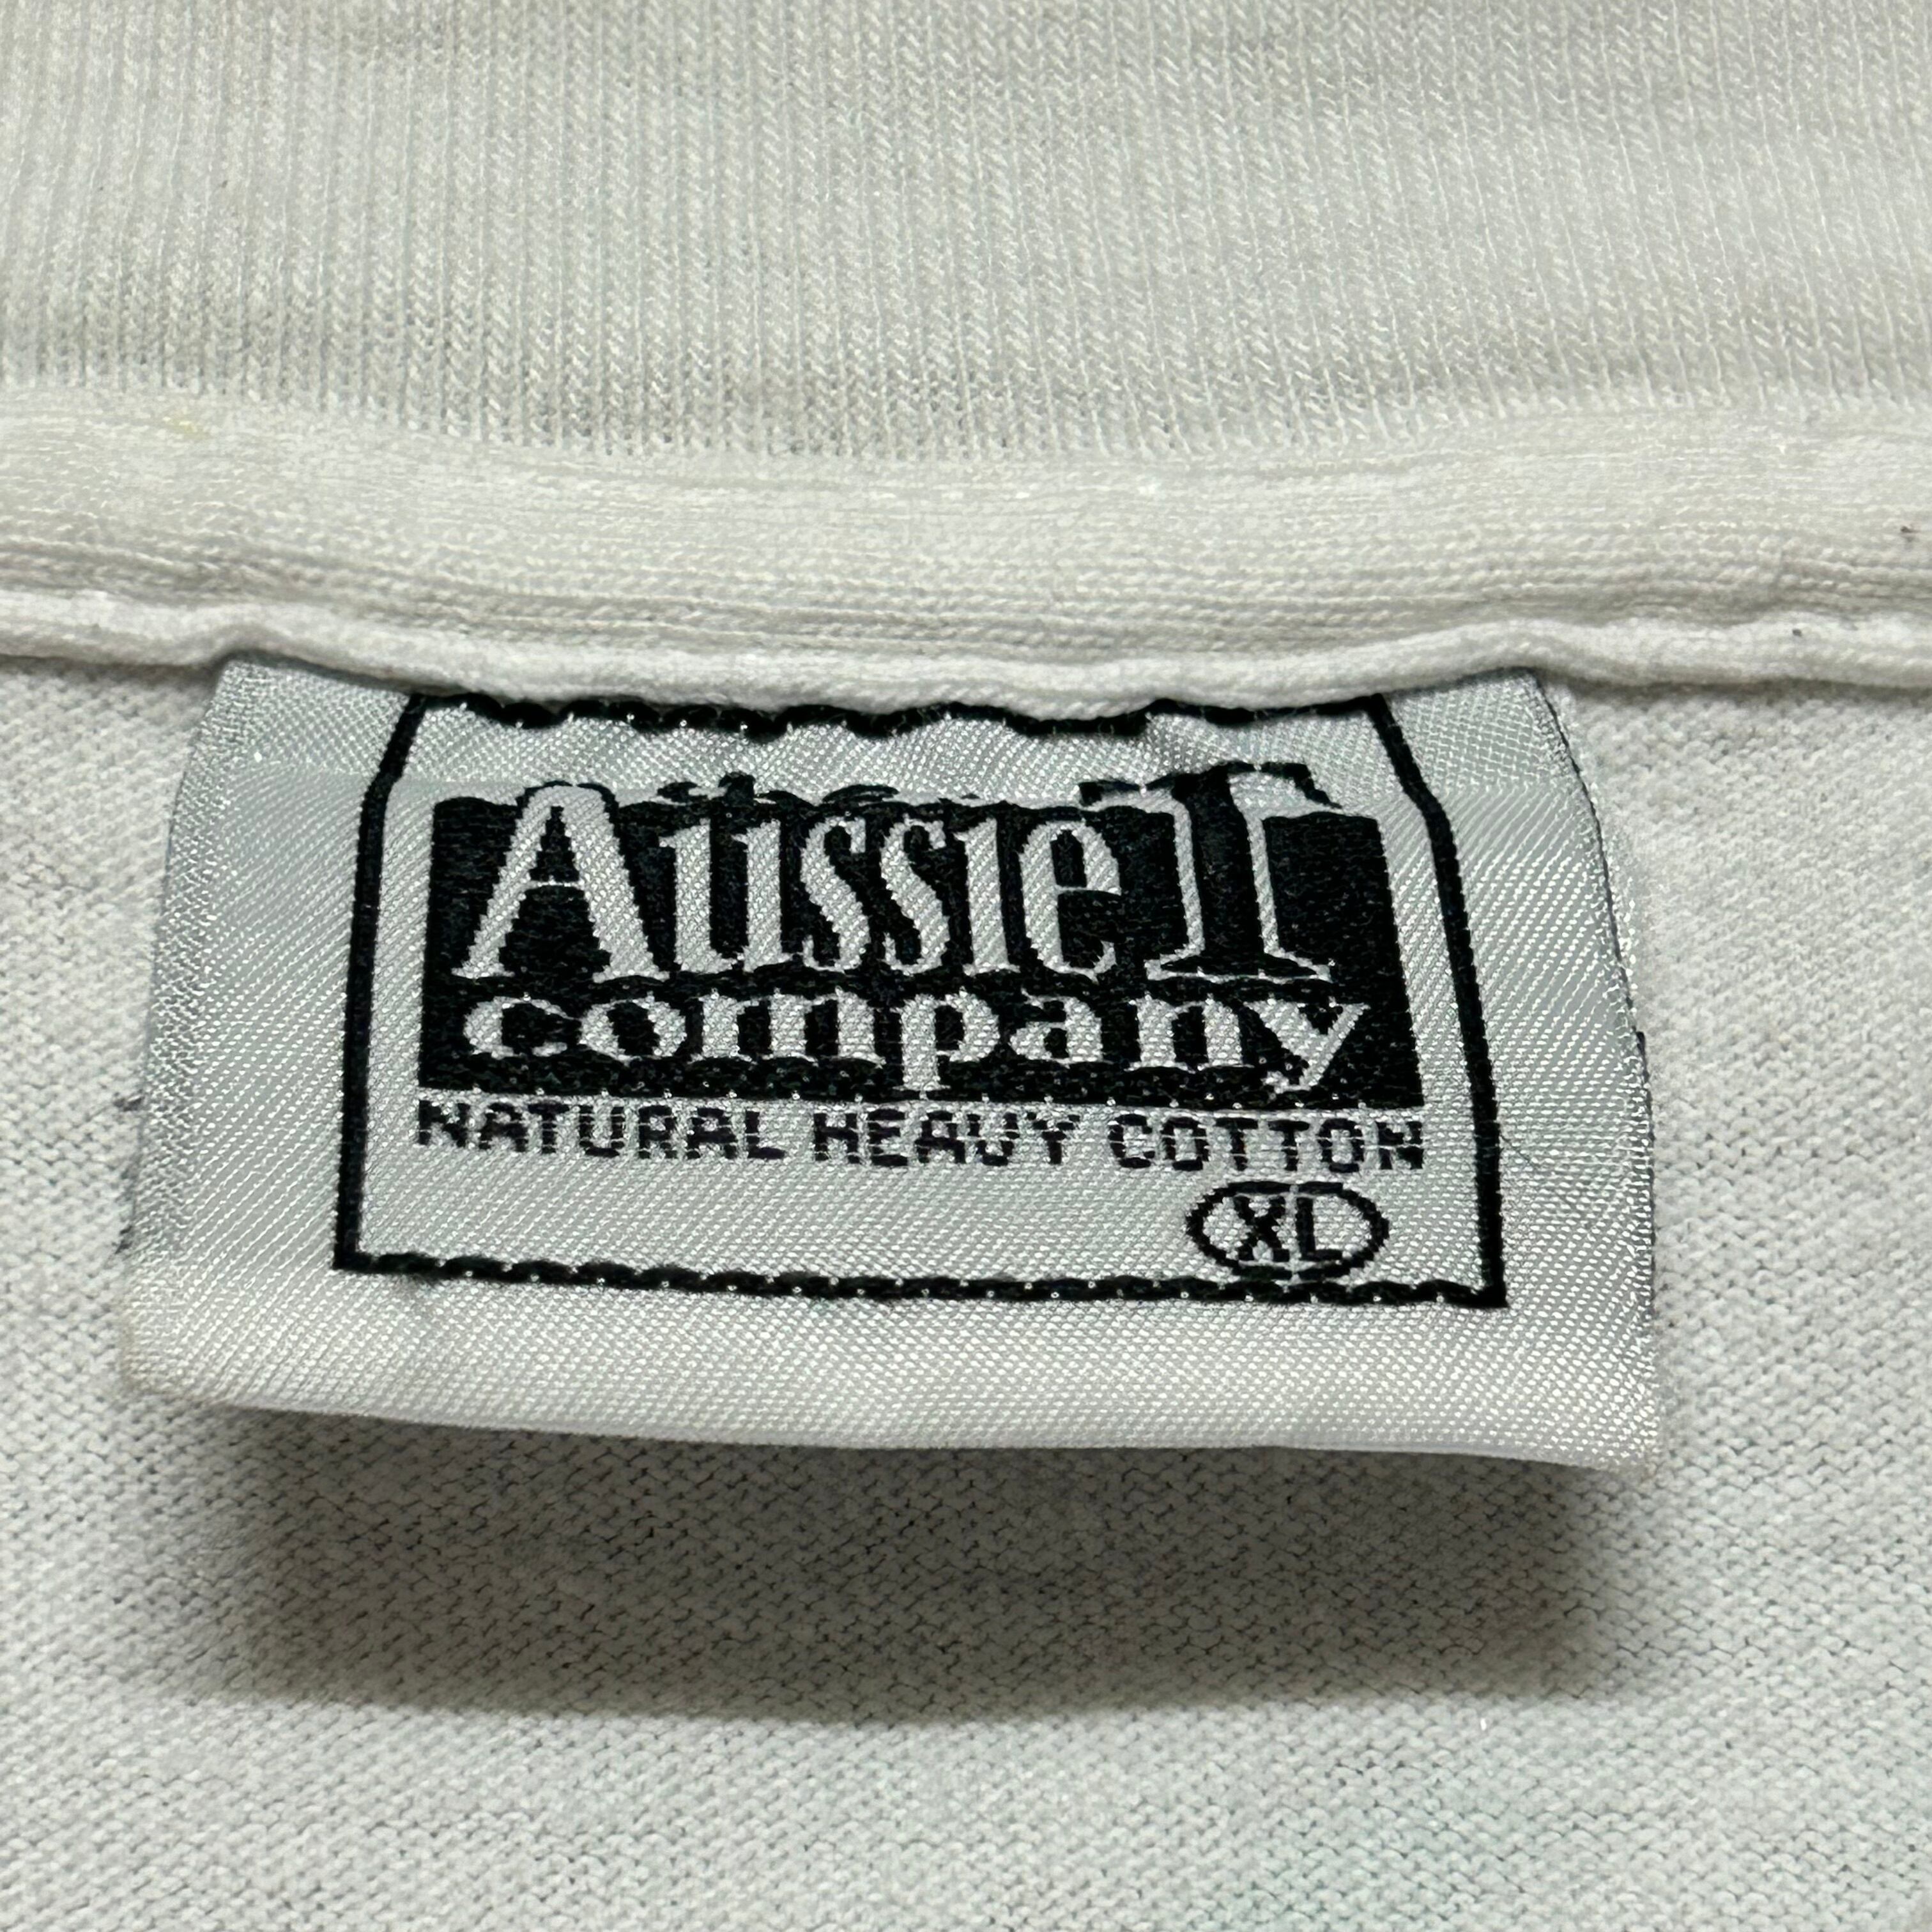 Aussie T
company
NATURAL HEAVY COTTON
XL